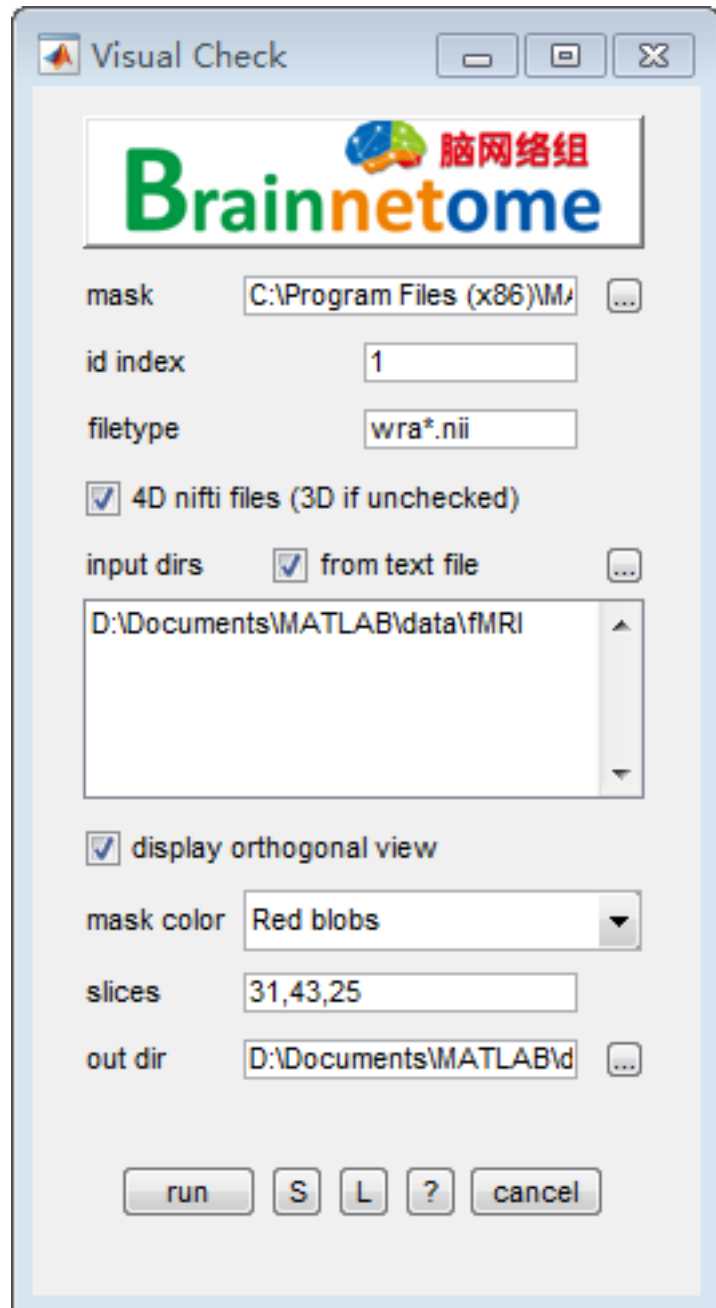 Visual Check
脑网络组
Brainnetome
mask C:\Program Files (x86)\MA ...
id index 1
filetype wra*.nii
4D nifti files (3D if unchecked)
input dirs from text file ...
D:\Documents\MATLAB\data\fMRI
display orthogonal view
mask color Red blobs
slices 31,43,25
out dir D:\Documents\MATLAB\d ...
run S L ? cancel